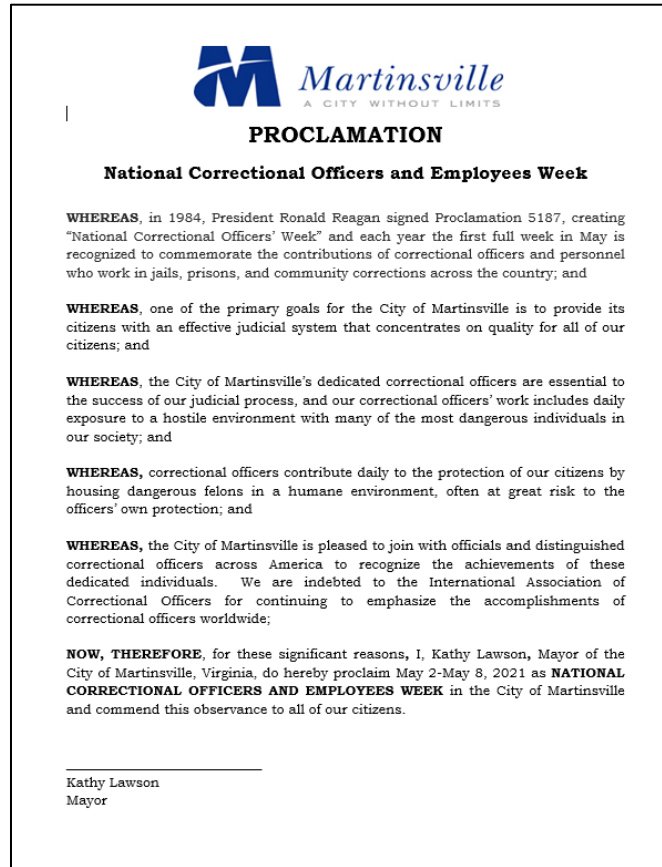 Martinsville
A CITY WITHOUT LIMITS
PROCLAMATION
National Correctional Officers and Employees Week
WHEREAS, in 1984, President Ronald Reagan signed Proclamation 5187, creating
“National Correctional Officers’ Week” and each year the first full week in May is
recognized to commemorate the contributions of correctional officers and personnel
who work in jails, prisons, and community corrections across the country; and
WHEREAS, one of the primary goals for the City of Martinsville is to provide its
citizens with an effective judicial system that concentrates on quality for all of our
citizens; and
WHEREAS, the City of Martinsville’s dedicated correctional officers are essential to
the success of our judicial process, and our correctional officers’ work includes daily
exposure to a hostile environment with many of the most dangerous individuals in
our society; and
WHEREAS, correctional officers contribute daily to the protection of our citizens by
housing dangerous felons in a humane environment, often at great risk to the
officers’ own protection; and
WHEREAS, the City of Martinsville is pleased to join with officials and distinguished
correctional officers across America to recognize the achievements of these
dedicated individuals. We are indebted to the International Association of
Correctional Officers for continuing to emphasize the accomplishments of
correctional officers worldwide;
NOW, THEREFORE, for these significant reasons, I, Kathy Lawson, Mayor of the
City of Martinsville, Virginia, do hereby proclaim May 2-May 8, 2021 as NATIONAL
CORRECTIONAL OFFICERS AND EMPLOYEES WEEK in the City of Martinsville
and commend this observance to all of our citizens.
Kathy Lawson
Mayor